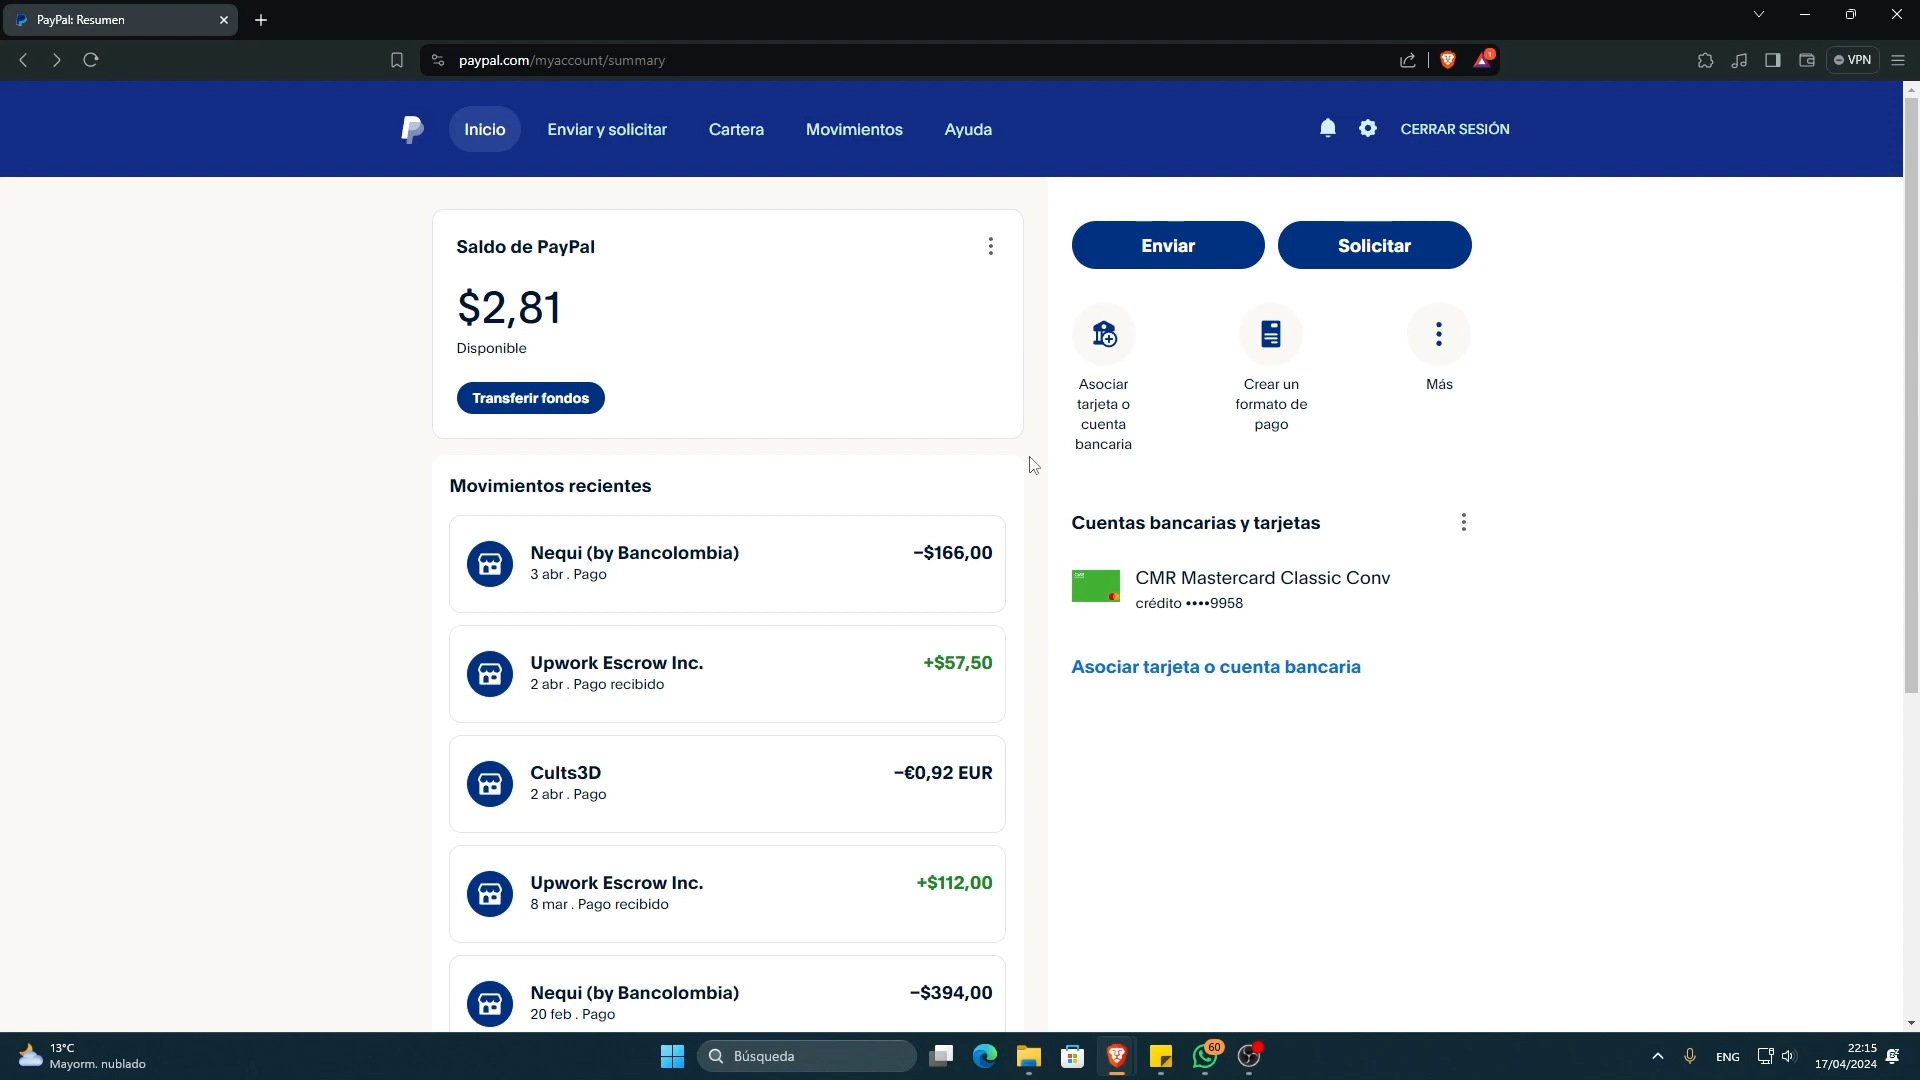 PayPal: Resumen
paypal.com/myaccount/summary
1
VPN
Inicio
Enviar y solicitar
Cartera
Movimientos
Ayuda
CERRAR SESIÓN
Saldo de PayPal
$2,81
Disponible
Transferir fondos
Movimientos recientes
Nequi (by Bancolombia)
−$166,00
3 abr . Pago
Upwork Escrow Inc.
+$57,50
2 abr . Pago recibido
Cults3D
−€0,92 EUR
2 abr . Pago
Upwork Escrow Inc.
+$112,00
8 mar . Pago recibido
Nequi (by Bancolombia)
−$394,00
20 feb . Pago
Enviar
Solicitar
Asociar
tarjeta o
cuenta
bancaria
Crear un
formato de
pago
Más
Cuentas bancarias y tarjetas
CMR Mastercard Classic Conv
crédito ••••9958
Asociar tarjeta o cuenta bancaria
13°C
Mayorm. nublado
Búsqueda
60
ENG
22:15
17/04/2024